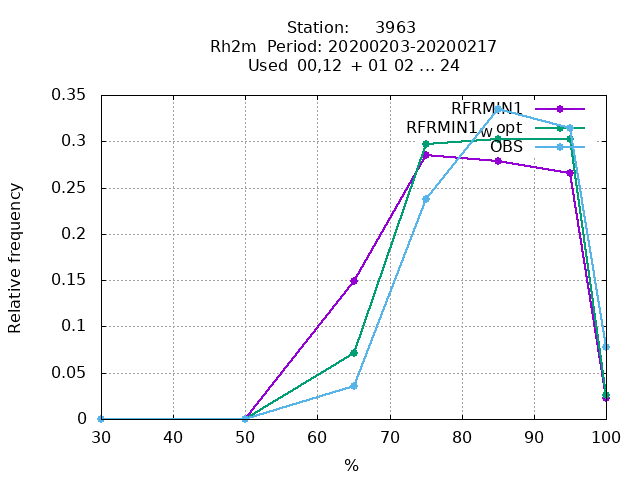 Station: 3963
Rh2m Period: 20200203-20200217
Used 00,12 + 01 02 ... 24
0.35
0.3
0.25
0.2
0.15
0.1
0.05
0
Relative frequency
RFRMIN1
RFRMIN1w opt
OBS
30 40 50 60 70 80 90 100
%